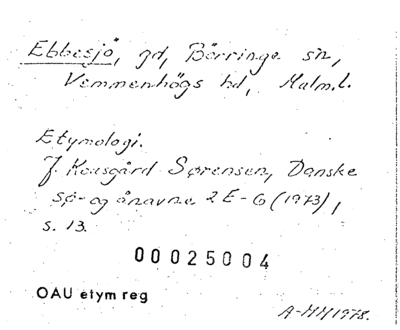 Ebbesjö, gd, Börringe sn,
Vemmenhögs hd, Malm.l.
Etymologi.
J. Kousgård Sørensen, Danske
sø- og ånavne 2 E-G (1973),
s. 13.
00025004
OAU etym reg
A-MH 1978.